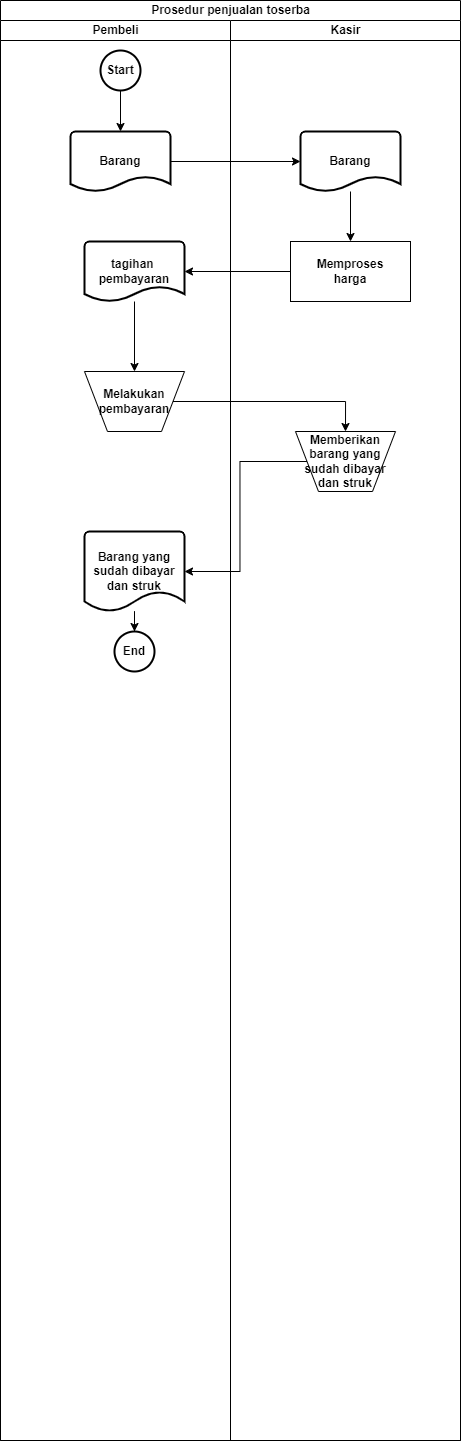 Prosedur penjualan toserba
Pembeli
Kasir
Start
Barang
Barang
tagihan
pembayaran
Memproses
harga
Melakukan
pembayaran
Memberikan
barang yang
sudah dibayar
dan struk
Barang yang
sudah dibayar
dan struk
End